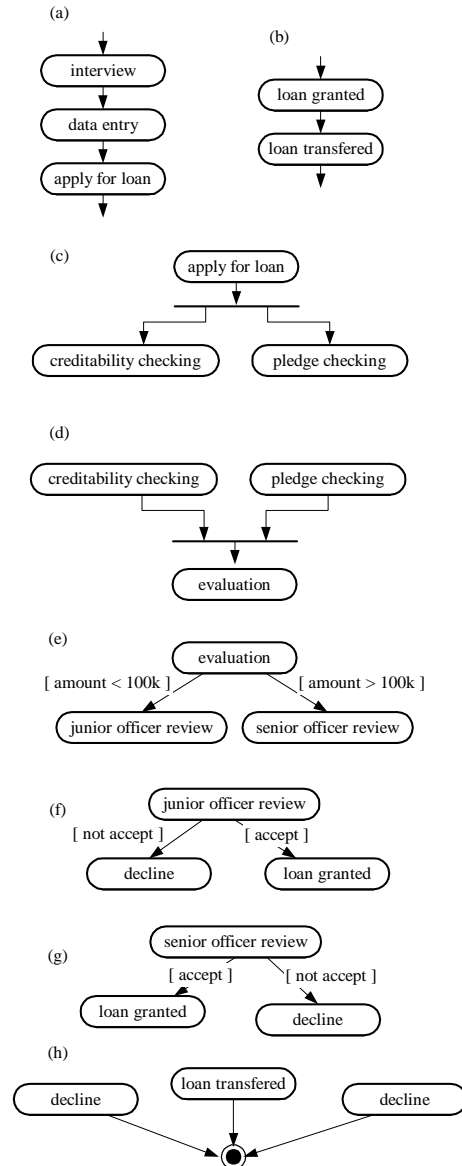 (a)
interview
data entry
apply for loan
(b)
loan granted
loan transfered
(c)
apply for loan
creditability checking
pledge checking
(d)
creditability checking
pledge checking
evaluation
(e)
evaluation
[ amount < 100k ]
[ amount > 100k ]
junior officer review
senior officer review
(f)
junior officer review
[ not accept ]
[ accept ]
decline
loan granted
(g)
senior officer review
[ accept ]
[ not accept ]
loan granted
decline
(h)
decline
loan transfered
decline